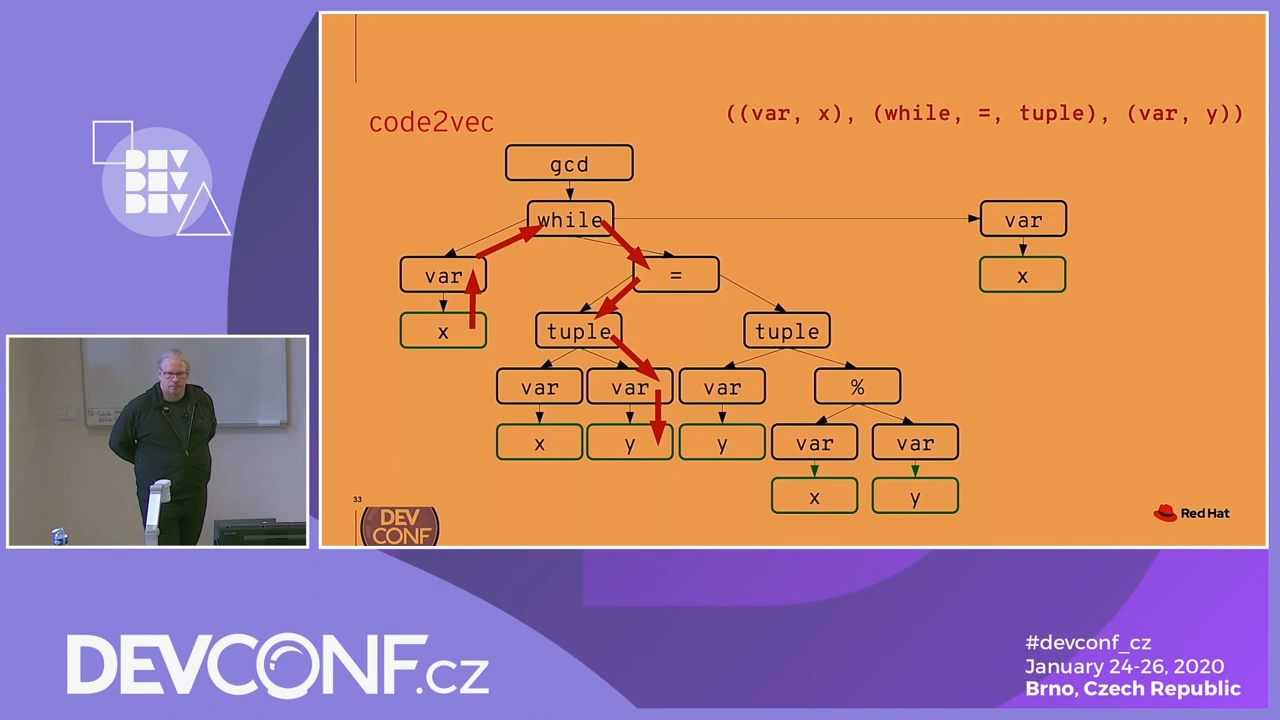 DEV
DEV
DEV
code2vec
((var, x), (while, =, tuple), (var, y))
gcd
while
var
var
=
x
x
tuple
tuple
var
var
var
%
x
y
y
var
var
x
y
33
DEV
CONF
Red Hat
DEVCONF.cz
#devconf_cz
January 24-26, 2020
Brno, Czech Republic